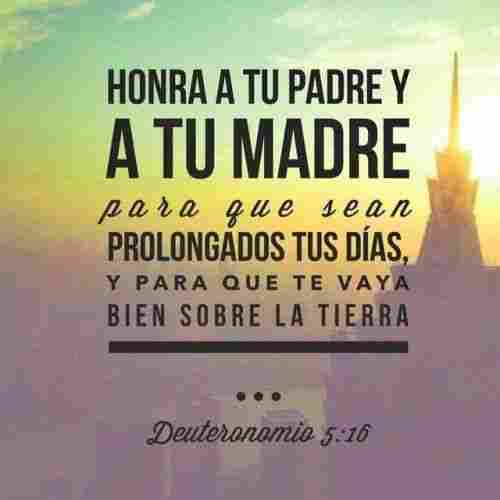 HONRA A TU PADRE Y
A TU MADRE
para que sean
PROLONGADOS TUS DÍAS,
Y PARA QUE TE VAYA
BIEN SOBRE LA TIERRA
Deuteronomio 5:16